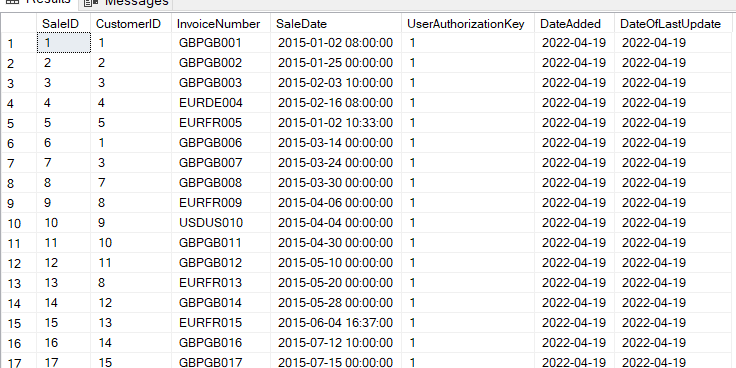 Results Messages
SaleID CustomerID InvoiceNumber SaleDate UserAuthorizationKey DateAdded DateOfLastUpdate
1 1 1 GBPGB001 2015-01-02 08:00:00 1 2022-04-19 2022-04-19
2 2 2 GBPGB002 2015-01-25 00:00:00 1 2022-04-19 2022-04-19
3 3 3 GBPGB003 2015-02-03 10:00:00 1 2022-04-19 2022-04-19
4 4 4 EURDE004 2015-02-16 08:00:00 1 2022-04-19 2022-04-19
5 5 5 EURFR005 2015-01-02 10:33:00 1 2022-04-19 2022-04-19
6 6 1 GBPGB006 2015-03-14 00:00:00 1 2022-04-19 2022-04-19
7 7 3 GBPGB007 2015-03-24 00:00:00 1 2022-04-19 2022-04-19
8 8 7 GBPGB008 2015-03-30 00:00:00 1 2022-04-19 2022-04-19
9 9 8 EURFR009 2015-04-06 00:00:00 1 2022-04-19 2022-04-19
10 10 9 USDUS010 2015-04-04 00:00:00 1 2022-04-19 2022-04-19
11 11 10 GBPGB011 2015-04-30 00:00:00 1 2022-04-19 2022-04-19
12 12 11 GBPGB012 2015-05-10 00:00:00 1 2022-04-19 2022-04-19
13 13 8 EURFR013 2015-05-20 00:00:00 1 2022-04-19 2022-04-19
14 14 12 GBPGB014 2015-05-28 00:00:00 1 2022-04-19 2022-04-19
15 15 13 EURFR015 2015-06-04 16:37:00 1 2022-04-19 2022-04-19
16 16 14 GBPGB016 2015-07-12 10:00:00 1 2022-04-19 2022-04-19
17 17 15 GBPGB017 2015-07-15 00:00:00 1 2022-04-19 2022-04-19